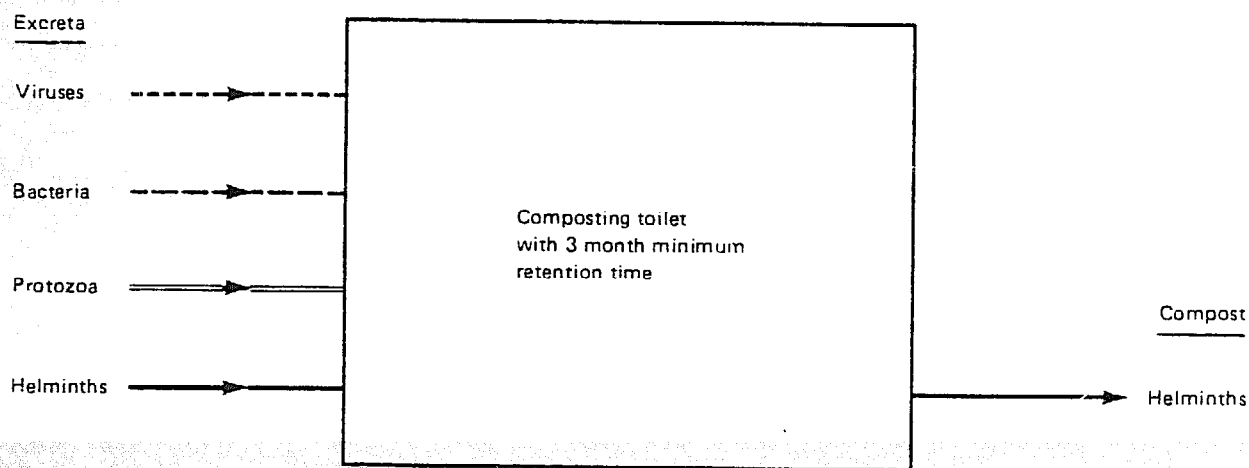 Excreta
Viruses
Bacteria
Protozoa
Helminths
Composting toilet
with 3 month minimum
retention time
Compost
Helminths